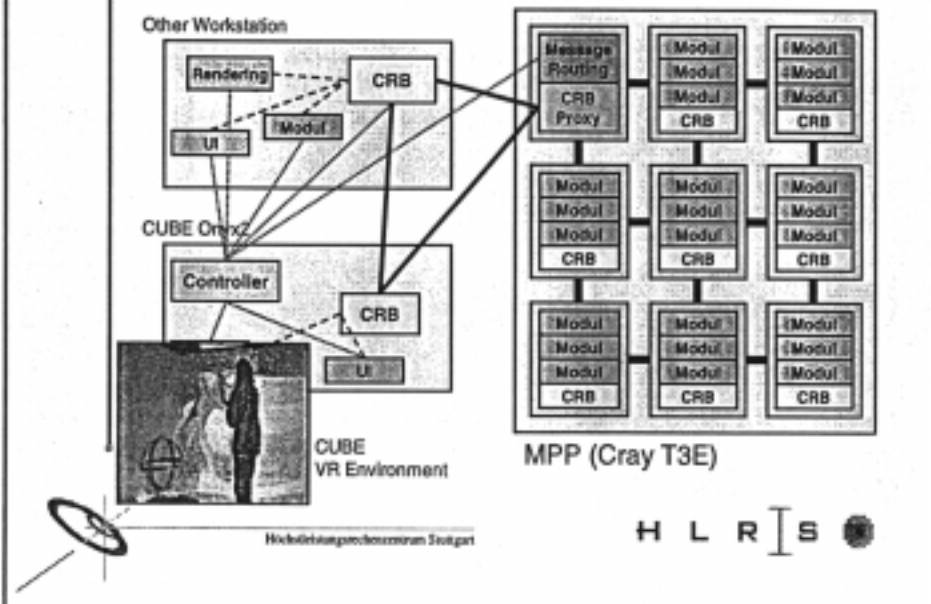 Other Workstation
Rendering
CRB
UI
Modul
CUBE Onyx2
Controller
CRB
UI
CUBE
VR Environment
Message
Routing
CRB
Proxy
Modul
Modul
Modul
CRB
Modul
Modul
Modul
CRB
Modul
Modul
Modul
CRB
Modul
Modul
Modul
CRB
Modul
Modul
Modul
CRB
Modul
Modul
Modul
CRB
Modul
Modul
Modul
CRB
Modul
Modul
Modul
CRB
MPP (Cray T3E)
Höchstleistungsrechenzentrum Stuttgart
H L R I S